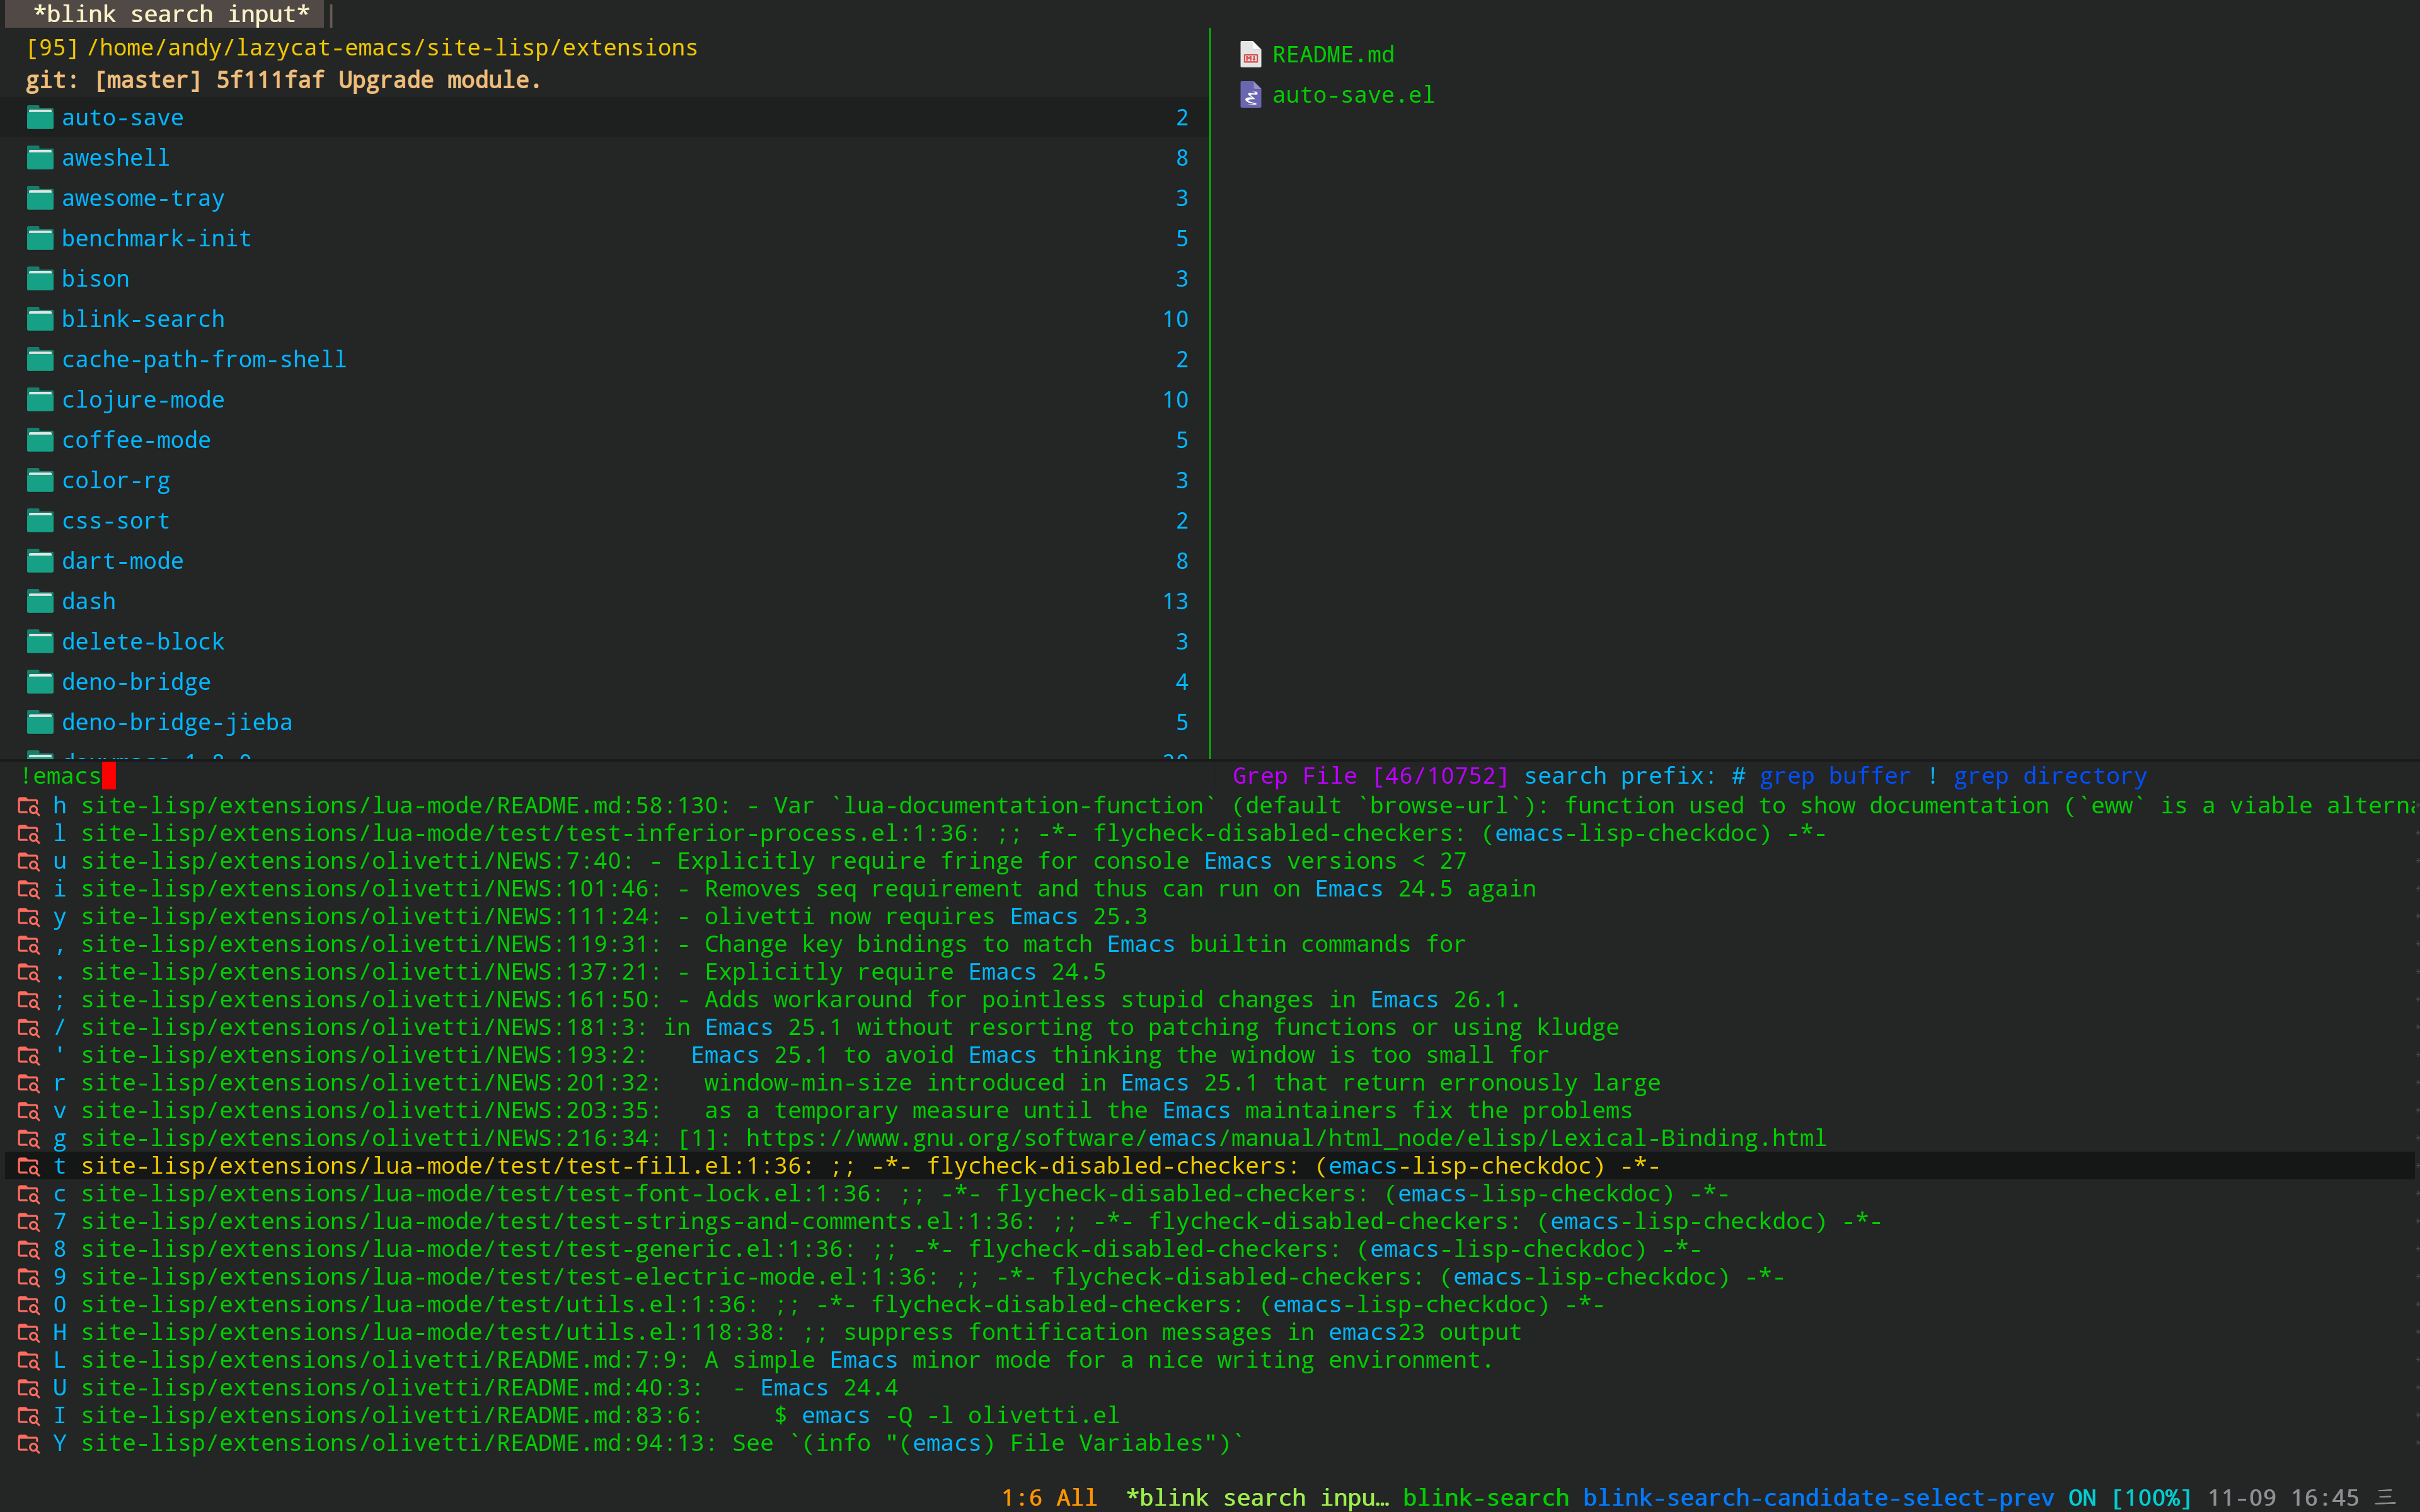 *blink search input*
[95] /home/andy/lazycat-emacs/site-lisp/extensions
git: [master] 5f111faf Upgrade module.
auto-save 2
aweshell 8
awesome-tray 3
benchmark-init 5
bison 3
blink-search 10
cache-path-from-shell 2
clojure-mode 10
coffee-mode 5
color-rg 3
css-sort 2
dart-mode 8
dash 13
delete-block 3
deno-bridge 4
deno-bridge-jieba 5
README.md
auto-save.el
!emacs
Grep File [46/10752] search prefix: # grep buffer ! grep directory
h site-lisp/extensions/lua-mode/README.md:58:130: - Var `lua-documentation-function` (default `browse-url`): function used to show documentation (`eww` is a viable alterna
l site-lisp/extensions/lua-mode/test/test-inferior-process.el:1:36: ;; -*- flycheck-disabled-checkers: (emacs-lisp-checkdoc) -*-
u site-lisp/extensions/olivetti/NEWS:7:40: - Explicitly require fringe for console Emacs versions < 27
i site-lisp/extensions/olivetti/NEWS:101:46: - Removes seq requirement and thus can run on Emacs 24.5 again
y site-lisp/extensions/olivetti/NEWS:111:24: - olivetti now requires Emacs 25.3
, site-lisp/extensions/olivetti/NEWS:119:31: - Change key bindings to match Emacs builtin commands for
. site-lisp/extensions/olivetti/NEWS:137:21: - Explicitly require Emacs 24.5
; site-lisp/extensions/olivetti/NEWS:161:50: - Adds workaround for pointless stupid changes in Emacs 26.1.
/ site-lisp/extensions/olivetti/NEWS:181:3: in Emacs 25.1 without resorting to patching functions or using kludge
' site-lisp/extensions/olivetti/NEWS:193:2: Emacs 25.1 to avoid Emacs thinking the window is too small for
r site-lisp/extensions/olivetti/NEWS:201:32: window-min-size introduced in Emacs 25.1 that return erronously large
v site-lisp/extensions/olivetti/NEWS:203:35: as a temporary measure until the Emacs maintainers fix the problems
g site-lisp/extensions/olivetti/NEWS:216:34: [1]: https://www.gnu.org/software/emacs/manual/html_node/elisp/Lexical-Binding.html
t site-lisp/extensions/lua-mode/test/test-fill.el:1:36: ;; -*- flycheck-disabled-checkers: (emacs-lisp-checkdoc) -*-
c site-lisp/extensions/lua-mode/test/test-font-lock.el:1:36: ;; -*- flycheck-disabled-checkers: (emacs-lisp-checkdoc) -*-
7 site-lisp/extensions/lua-mode/test/test-strings-and-comments.el:1:36: ;; -*- flycheck-disabled-checkers: (emacs-lisp-checkdoc) -*-
8 site-lisp/extensions/lua-mode/test/test-generic.el:1:36: ;; -*- flycheck-disabled-checkers: (emacs-lisp-checkdoc) -*-
9 site-lisp/extensions/lua-mode/test/test-electric-mode.el:1:36: ;; -*- flycheck-disabled-checkers: (emacs-lisp-checkdoc) -*-
0 site-lisp/extensions/lua-mode/test/utils.el:1:36: ;; -*- flycheck-disabled-checkers: (emacs-lisp-checkdoc) -*-
H site-lisp/extensions/lua-mode/test/utils.el:118:38: ;; suppress fontification messages in emacs23 output
L site-lisp/extensions/olivetti/README.md:7:9: A simple Emacs minor mode for a nice writing environment.
U site-lisp/extensions/olivetti/README.md:40:3: - Emacs 24.4
I site-lisp/extensions/olivetti/README.md:83:6: $ emacs -Q -l olivetti.el
Y site-lisp/extensions/olivetti/README.md:94:13: See `(info "(emacs) File Variables")`
1:6 All *blink search inpu… blink-search blink-search-candidate-select-prev ON [100%] 11-09 16:45 三